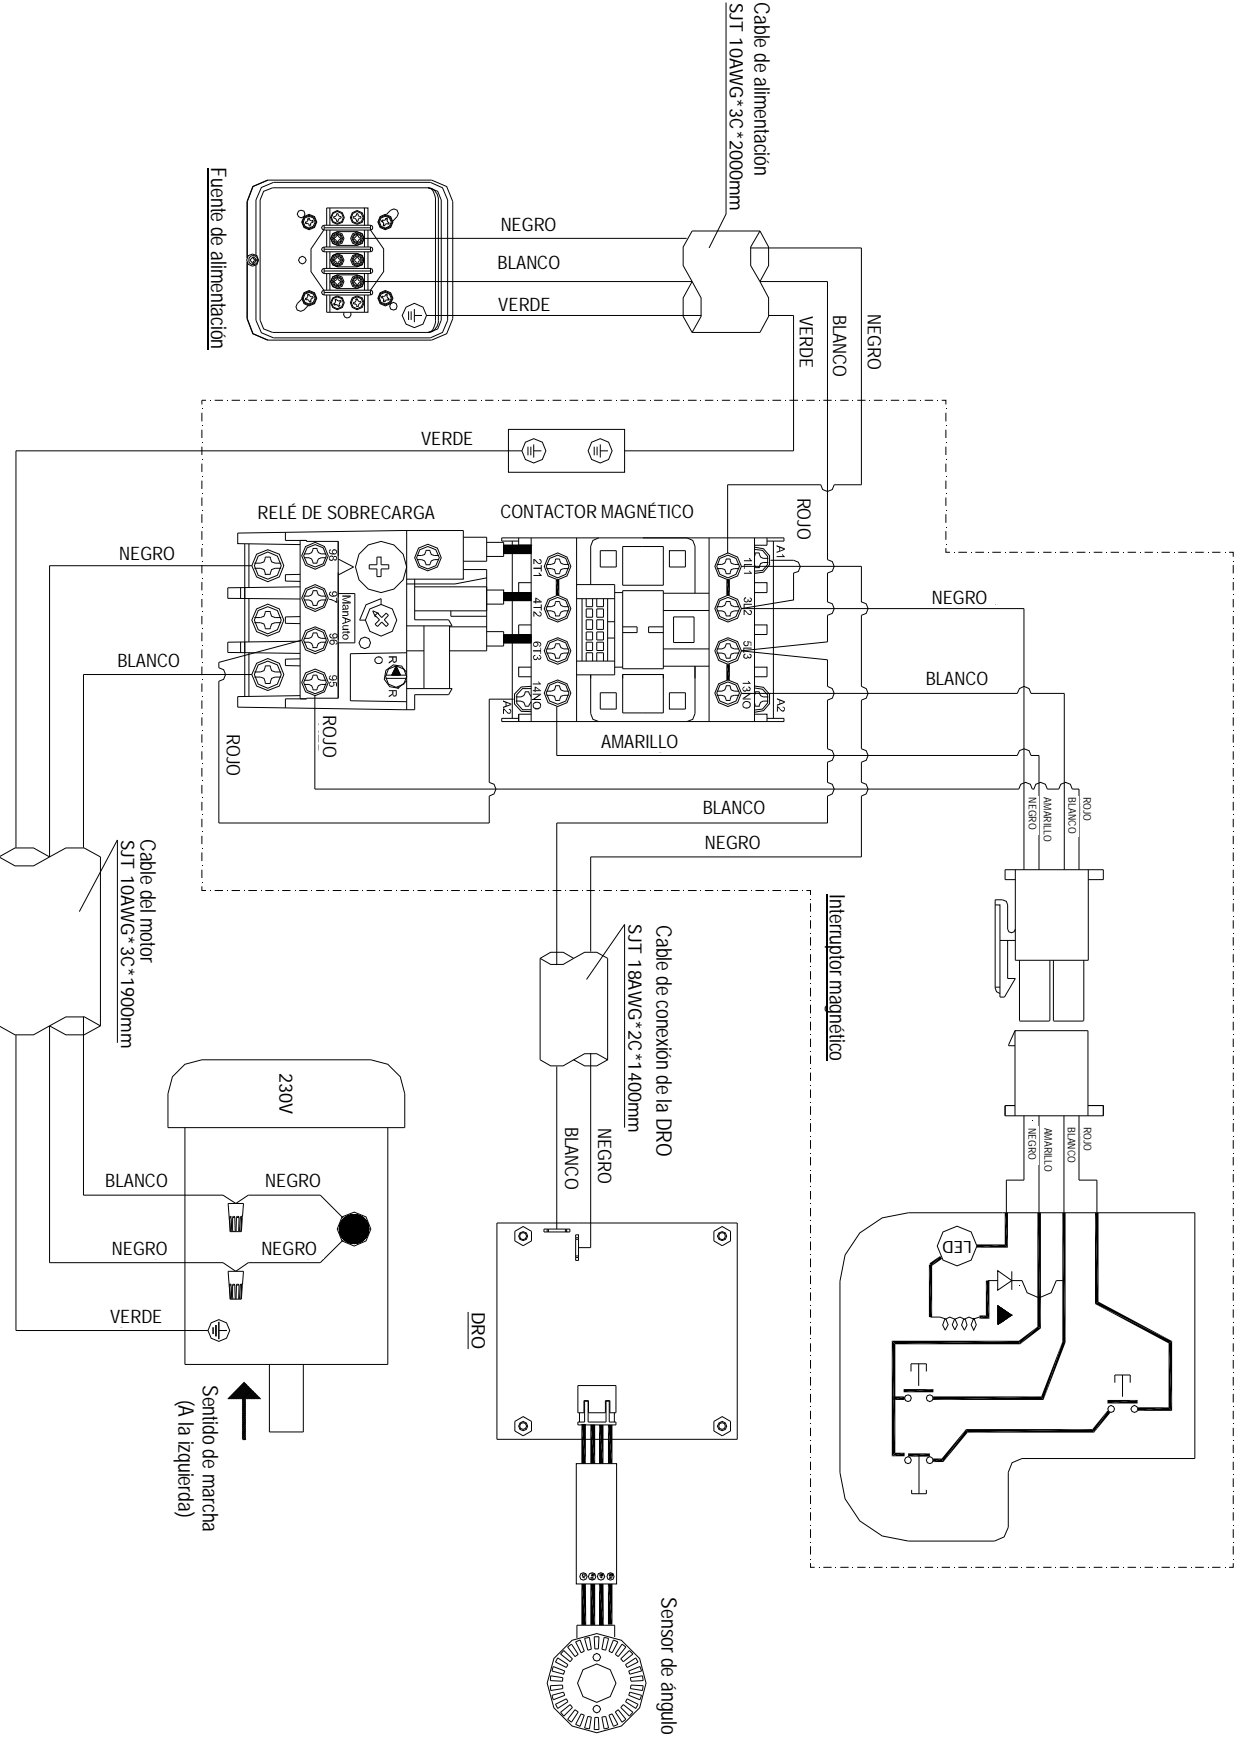 Cable de alimentación
SJT 10AWG*3C*2000mm
Fuente de alimentación
NEGRO
BLANCO
VERDE
NEGRO
BLANCO
VERDE
VERDE
RELÉ DE SOBRECARGA
CONTACTOR MAGNÉTICO
ROJO
NEGRO
BLANCO
98
97
96
95
ManAuto
R
R
2T1
4T2
6T3
14NO
A2
A1
1L1
3L2
5L3
13NO
A2
NEGRO
BLANCO
AMARILLO
ROJO
ROJO
BLANCO
NEGRO
ROJO
BLANCO
AMARILLO
NEGRO
Interruptor magnético
Cable del motor
SJT 10AWG*3C*1900mm
Cable de conexión de la DRO
SJT 18AWG*2C*1400mm
230V
NEGRO
BLANCO
ROJO
BLANCO
AMARILLO
NEGRO
BLANCO
NEGRO
NEGRO
NEGRO
VERDE
LED
DRO
Sentido de marcha
(A la izquierda)
Sensor de ángulo